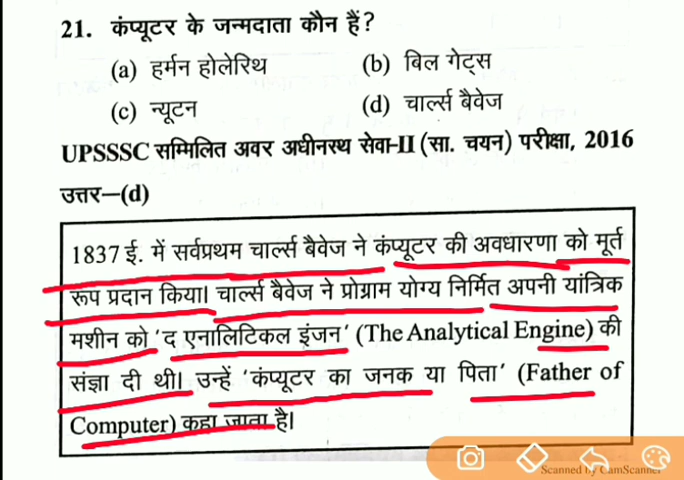 21. कंप्यूटर के जन्मदाता कौन हैं?
(a) हर्मन होलेरिथ (b) बिल गेट्स
(c) न्यूटन (d) चार्ल्स बैवेज
UPSSSC सम्मिलित अवर अधीनस्थ सेवा-II (सा. चयन) परीक्षा, 2016
उत्तर—(d)
1837 ई. में सर्वप्रथम चार्ल्स बैवेज ने कंप्यूटर की अवधारणा को मूर्त
रूप प्रदान किया। चार्ल्स बैवेज ने प्रोग्राम योग्य निर्मित अपनी यांत्रिक
मशीन को 'द एनालिटिकल इंजन' (The Analytical Engine) की
संज्ञा दी थी। उन्हें 'कंप्यूटर का जनक या पिता' (Father of
Computer) कहा जाता है।
Scanned by CamScanner